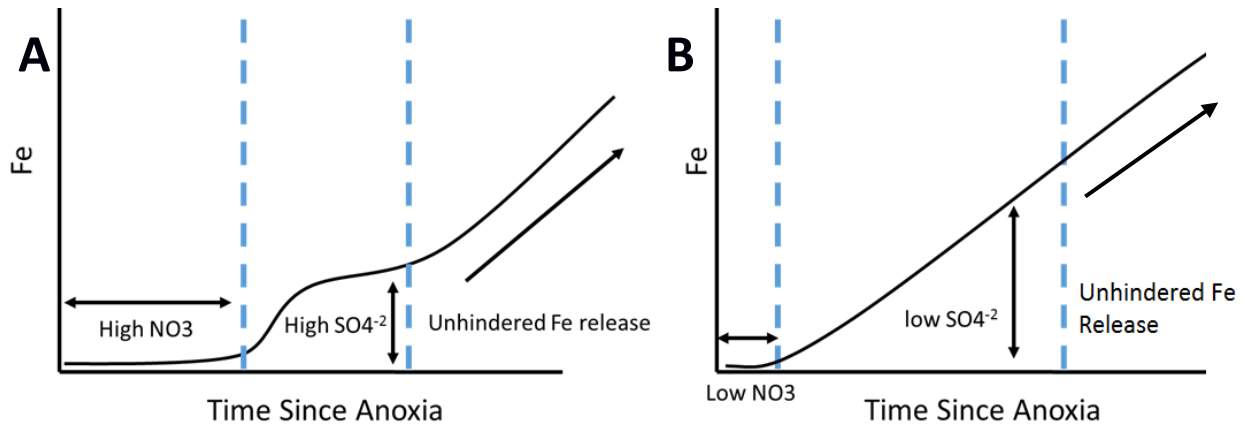 A
Fe
High NO3
High SO4⁻²
Unhindered Fe release
Time Since Anoxia
B
Fe
Low NO3
low SO4⁻²
Unhindered Fe
Release
Time Since Anoxia